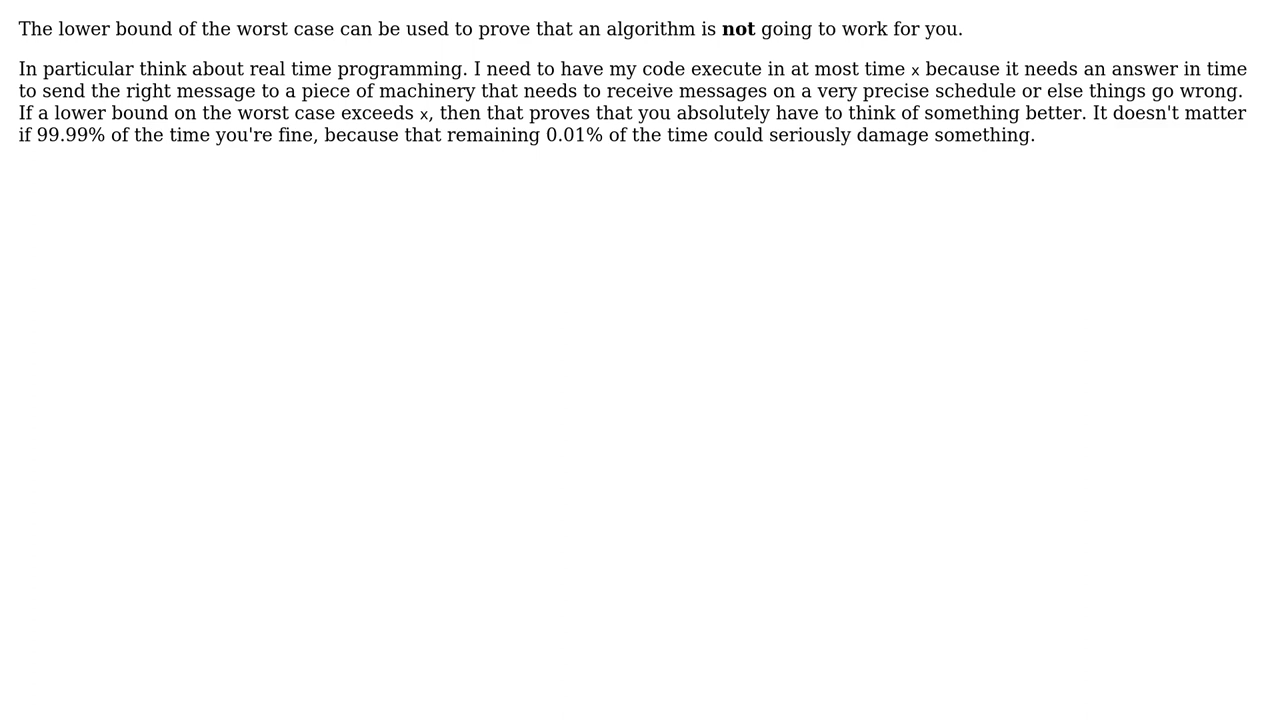 The lower bound of the worst case can be used to prove that an algorithm is not going to work for you.
In particular think about real time programming. I need to have my code execute in at most time x because it needs an answer in time
to send the right message to a piece of machinery that needs to receive messages on a very precise schedule or else things go wrong.
If a lower bound on the worst case exceeds x, then that proves that you absolutely have to think of something better. It doesn't matter
if 99.99% of the time you're fine, because that remaining 0.01% of the time could seriously damage something.